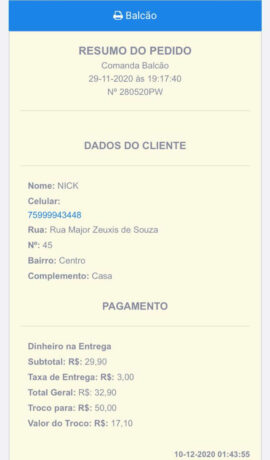 Balcão
RESUMO DO PEDIDO
Comanda Balcão
29-11-2020 às 19:17:40
Nº 280520PW
DADOS DO CLIENTE
Nome: NICK
Celular:
75999943448
Rua: Rua Major Zeuxis de Souza
Nº: 45
Bairro: Centro
Complemento: Casa
PAGAMENTO
Dinheiro na Entrega
Subtotal: R$: 29,90
Taxa de Entrega: R$: 3,00
Total Geral: R$: 32,90
Troco para: R$: 50,00
Valor do Troco: R$: 17,10
10-12-2020 01:43:55